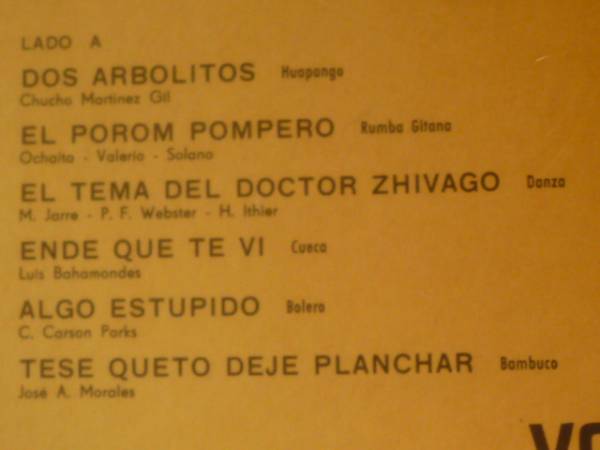 LADO A
DOS ARBOLITOS Huapango
Chucho Martinez Gil
EL POROM POMPERO Rumba Gitana
Ochaita - Valerio - Solano
EL TEMA DEL DOCTOR ZHIVAGO Danza
M. Jarre - P. F. Webster - H. Ithier
ENDE QUE TE VI Cueca
Luis Bahamondes
ALGO ESTUPIDO Bolero
C. Carson Parks
TESE QUETO DEJE PLANCHAR Bambuco
José A. Morales